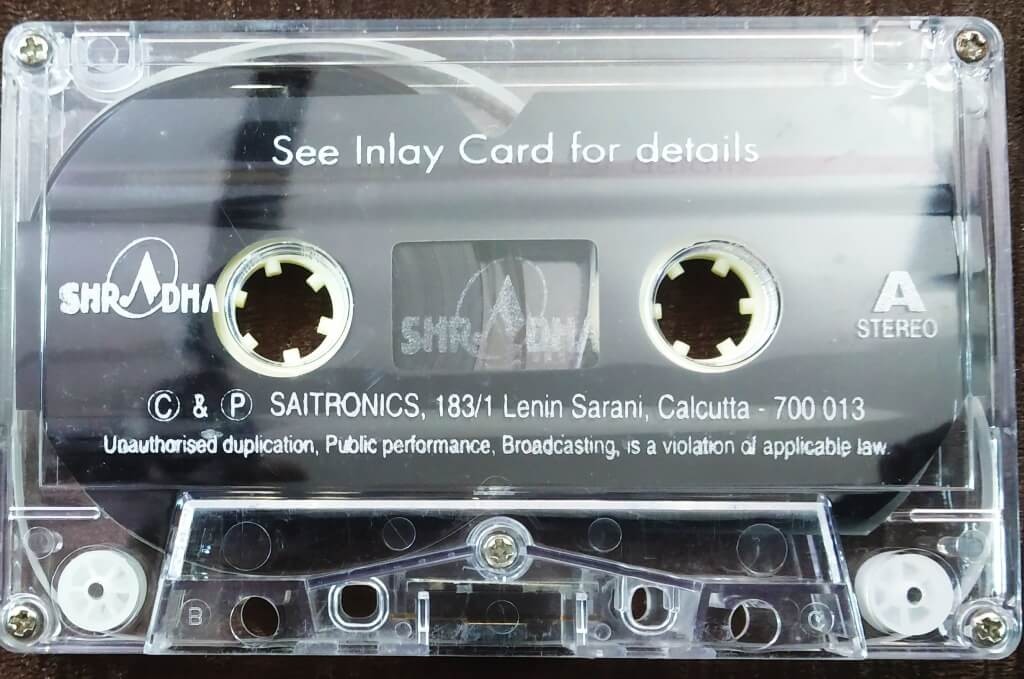 See Inlay Card for details
SHRADHA
SHRADHA
A
STEREO
Ⓒ & Ⓟ SAITRONICS, 183/1 Lenin Sarani, Calcutta - 700 013
Unauthorised duplication, Public performance, Broadcasting, is a violation of applicable law.
B